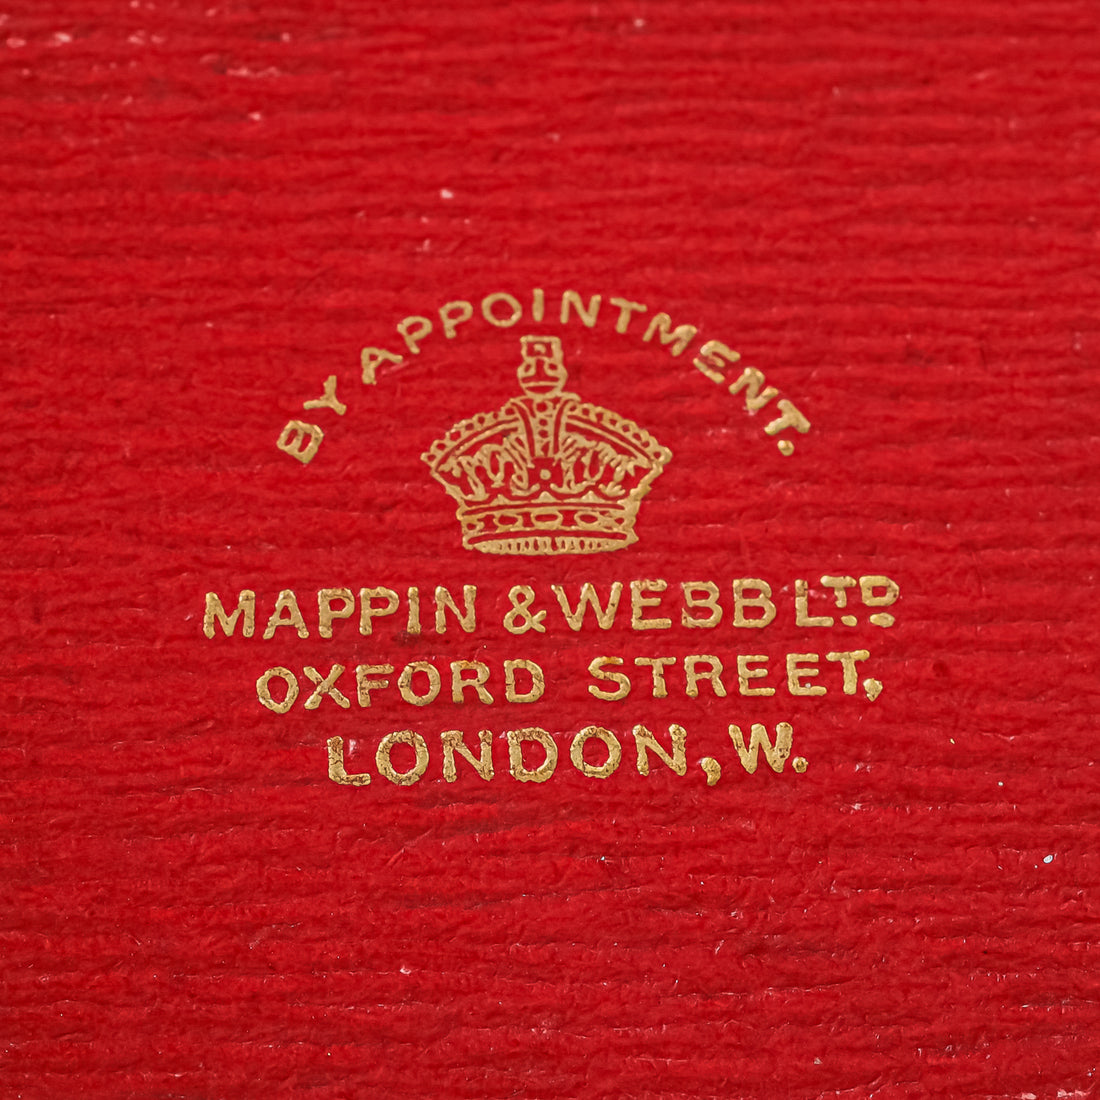 BY APPOINTMENT.
MAPPIN & WEBB LTD
OXFORD STREET,
LONDON, W.